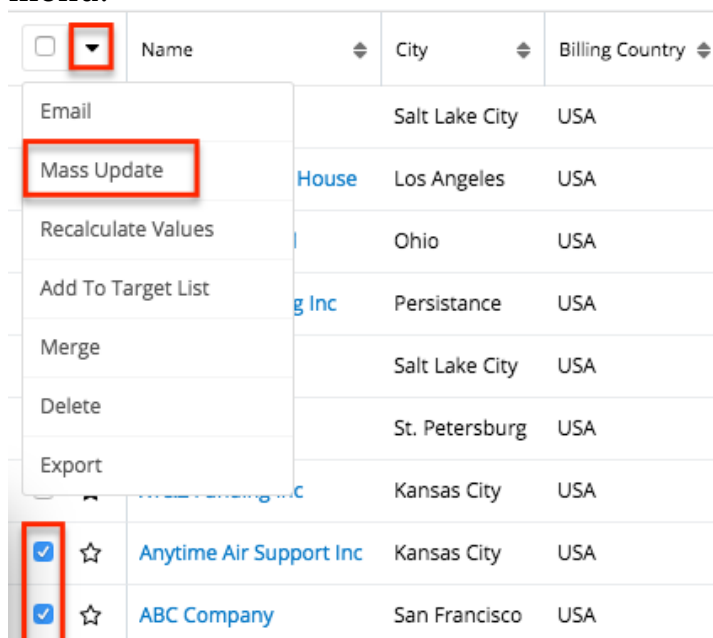 Name City Billing Country
Email Salt Lake City USA
Mass Update House Los Angeles USA
Recalculate Values Ohio USA
Add To Target List g Inc Persistance USA
Merge Salt Lake City USA
Delete St. Petersburg USA
Export Kansas City USA
Anytime Air Support Inc Kansas City USA
ABC Company San Francisco USA